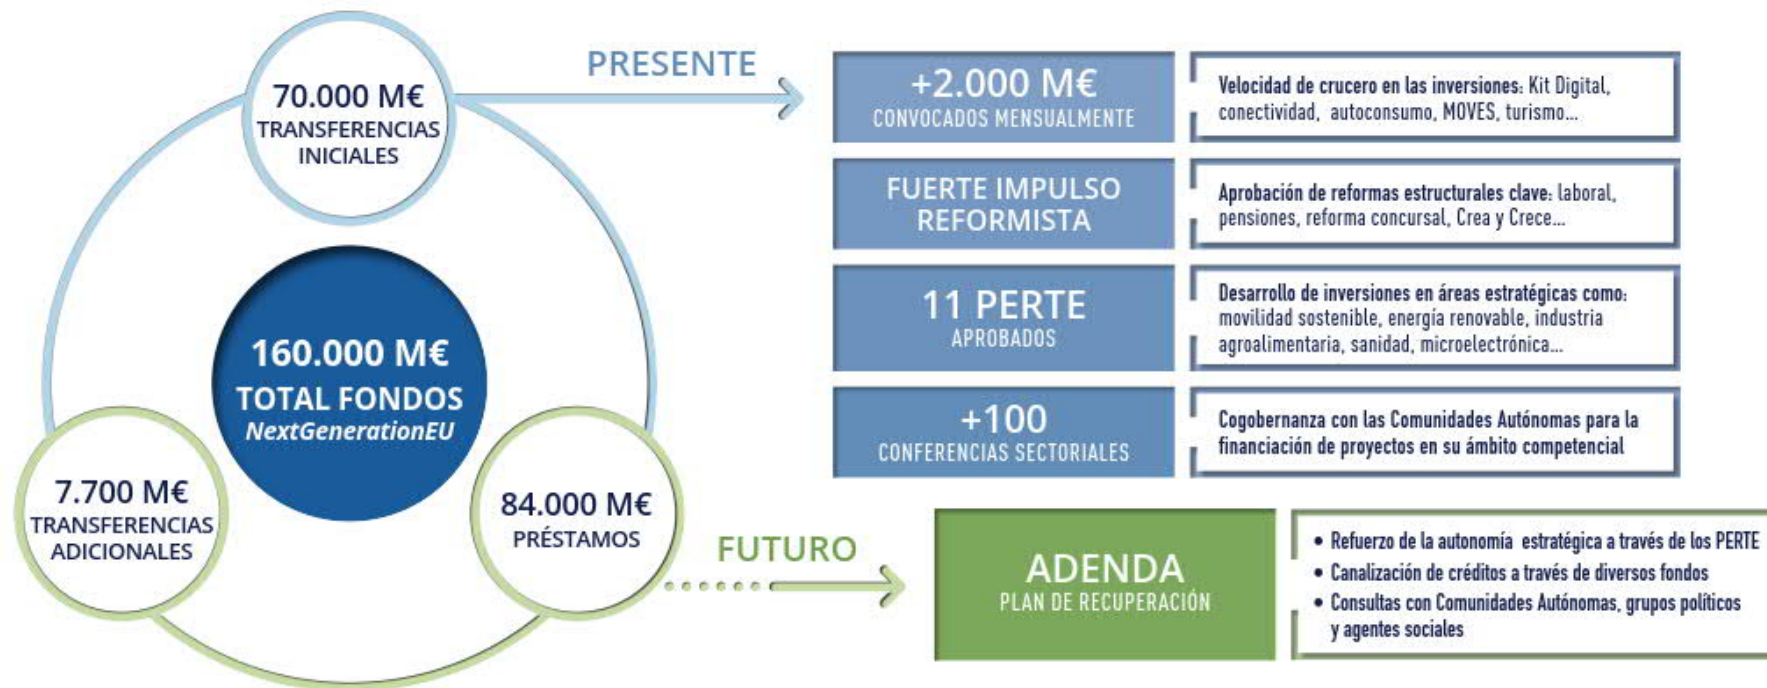 70.000 M€
TRANSFERENCIAS
INICIALES
160.000 M€
TOTAL FONDOS
NextGenerationEU
7.700 M€
TRANSFERENCIAS
ADICIONALES
84.000 M€
PRÉSTAMOS
PRESENTE
+2.000 M€
CONVOCADOS MENSUALMENTE
Velocidad de crucero en las inversiones: Kit Digital,
conectividad, autoconsumo, MOVES, turismo...
FUERTE IMPULSO
REFORMISTA
Aprobación de reformas estructurales clave: laboral,
pensiones, reforma concursal, Crea y Crece...
11 PERTE
APROBADOS
Desarrollo de inversiones en áreas estratégicas como:
movilidad sostenible, energía renovable, industria
agroalimentaria, sanidad, microelectrónica...
+100
CONFERENCIAS SECTORIALES
Cogobernanza con las Comunidades Autónomas para la
financiación de proyectos en su ámbito competencial
FUTURO
ADENDA
PLAN DE RECUPERACIÓN
• Refuerzo de la autonomía estratégica a través de los PERTE
• Canalización de créditos a través de diversos fondos
• Consultas con Comunidades Autónomas, grupos políticos
y agentes sociales